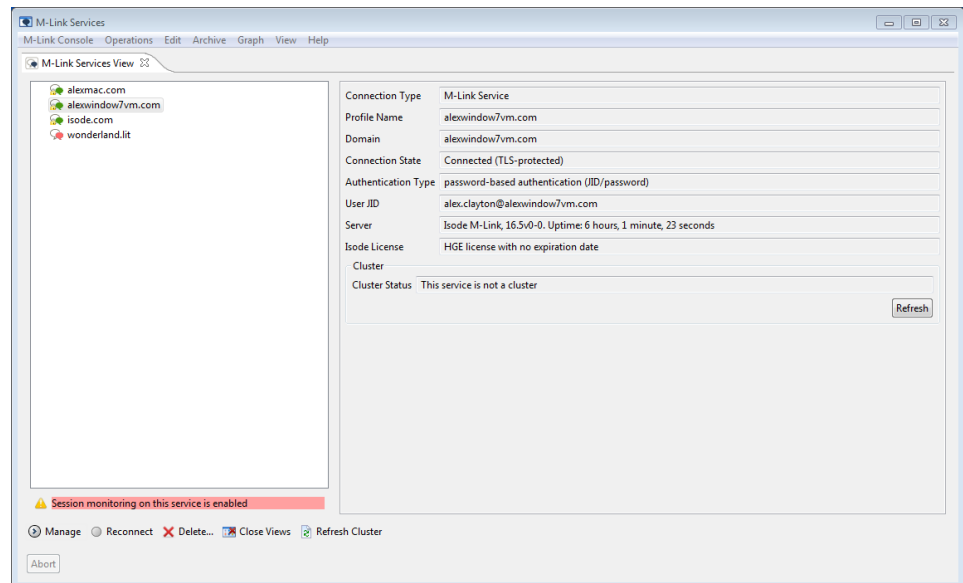 M-Link Services
M-Link Console Operations Edit Archive Graph View Help
M-Link Services View
alexmac.com
alexwindow7vm.com
isode.com
wonderland.lit
Connection Type M-Link Service
Profile Name alexwindow7vm.com
Domain alexwindow7vm.com
Connection State Connected (TLS-protected)
Authentication Type password-based authentication (JID/password)
User JID alex.clayton@alexwindow7vm.com
Server Isode M-Link, 16.5v0-0. Uptime: 6 hours, 1 minute, 23 seconds
Isode License HGE license with no expiration date
Cluster
Cluster Status This service is not a cluster
Refresh
Session monitoring on this service is enabled
Manage Reconnect Delete... Close Views Refresh Cluster
Abort